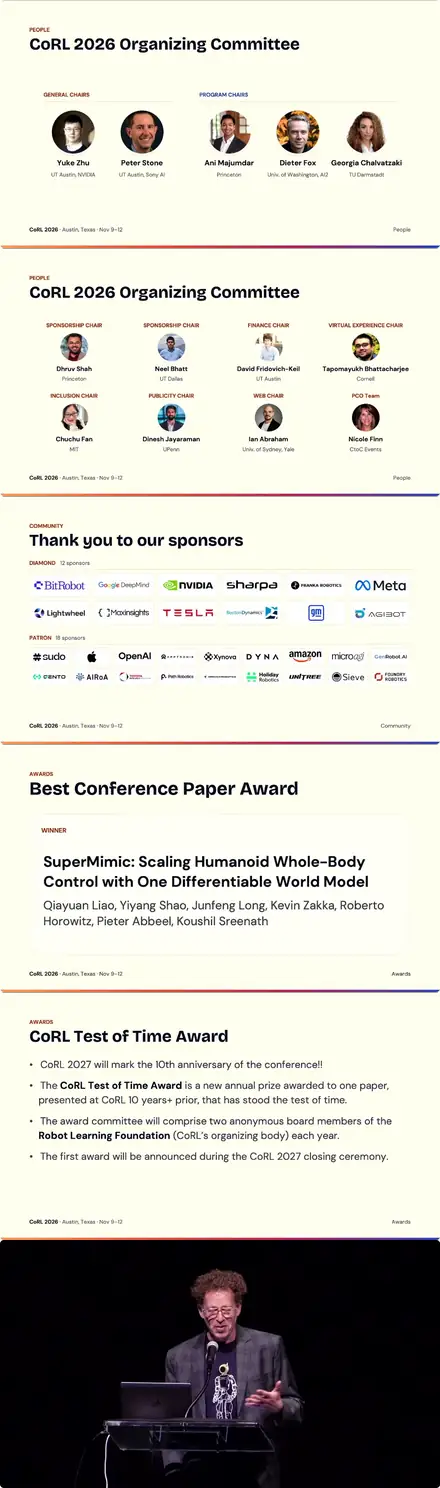 PEOPLE
CoRL 2026 Organizing Committee
GENERAL CHAIRS
PROGRAM CHAIRS
Yuke Zhu
Peter Stone
Ani Majumdar
Dieter Fox
Georgia Chalvatzaki
UT Austin, NVIDIA
UT Austin, Sony AI
Princeton
Univ. of Washington, AI2
TU Darmstadt
CoRL 2026 · Austin, Texas · Nov 9–12
People
PEOPLE
CoRL 2026 Organizing Committee
SPONSORSHIP CHAIR
SPONSORSHIP CHAIR
FINANCE CHAIR
VIRTUAL EXPERIENCE CHAIR
Dhruv Shah
Neel Bhatt
David Fridovich-Keil
Tapomayukh Bhattacharjee
Princeton
UT Dallas
UT Austin
Cornell
INCLUSION CHAIR
PUBLICITY CHAIR
WEB CHAIR
PCO Team
Chuchu Fan
Dinesh Jayaraman
Ian Abraham
Nicole Finn
MIT
UPenn
Univ. of Sydney, Yale
CtoC Events
CoRL 2026 · Austin, Texas · Nov 9–12
People
COMMUNITY
Thank you to our sponsors
DIAMOND 12 sponsors
BitRobot
Google DeepMind
NVIDIA
sharpa
FRANKA ROBOTICS
Meta
Lightwheel
Maxinsights
TESLA
BostonDynamics
gm
AGIBOT
PATRON 18 sponsors
sudo
OpenAI
Xynova
DYNA
amazon
microagi
GenRobot.AI
AIRoA
Path Robotics
Holiday Robotics
UNITREE
Sieve
FOUNDRY ROBOTICS
CoRL 2026 · Austin, Texas · Nov 9–12
Community
AWARDS
Best Conference Paper Award
WINNER
SuperMimic: Scaling Humanoid Whole-Body
Control with One Differentiable World Model
Qiayuan Liao, Yiyang Shao, Junfeng Long, Kevin Zakka, Roberto
Horowitz, Pieter Abbeel, Koushil Sreenath
CoRL 2026 · Austin, Texas · Nov 9–12
Awards
AWARDS
CoRL Test of Time Award
• CoRL 2027 will mark the 10th anniversary of the conference!!
• The CoRL Test of Time Award is a new annual prize awarded to one paper,
presented at CoRL 10 years+ prior, that has stood the test of time.
• The award committee will comprise two anonymous board members of the
Robot Learning Foundation (CoRL's organizing body) each year.
• The first award will be announced during the CoRL 2027 closing ceremony.
CoRL 2026 · Austin, Texas · Nov 9–12
Awards